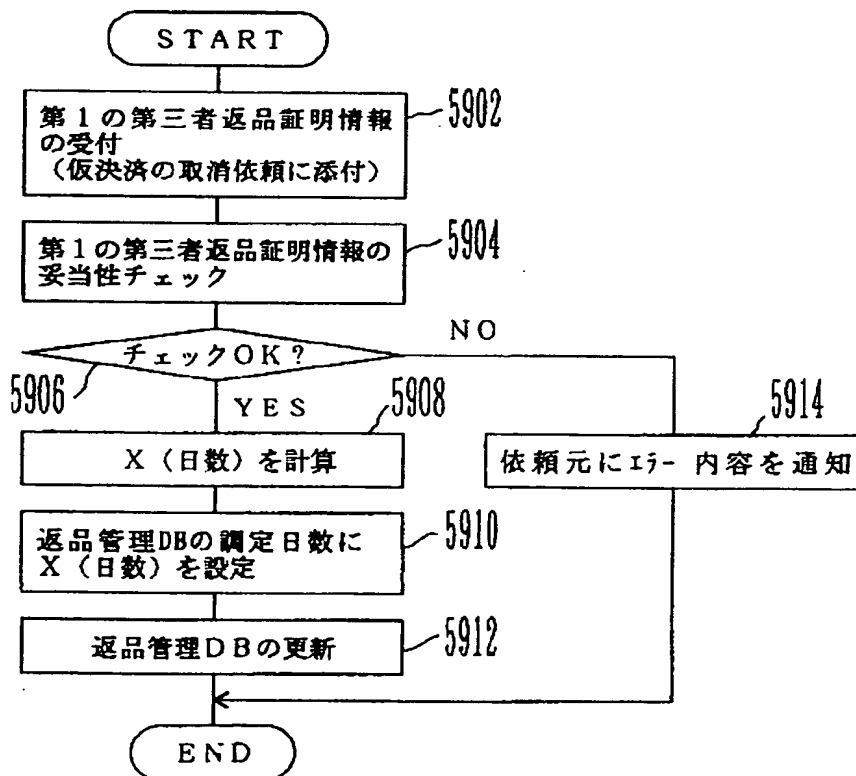 START
第1の第三者返品証明情報
の受付
(仮決済の取消依頼に添付)
5902
第1の第三者返品証明情報の
妥当性チェック
5904
チェックOK?
NO
5906
YES
5908
5914
X(日数)を計算
依頼元にエラー内容を通知
返品管理DBの調定日数に
X(日数)を設定
5910
返品管理DBの更新
5912
END